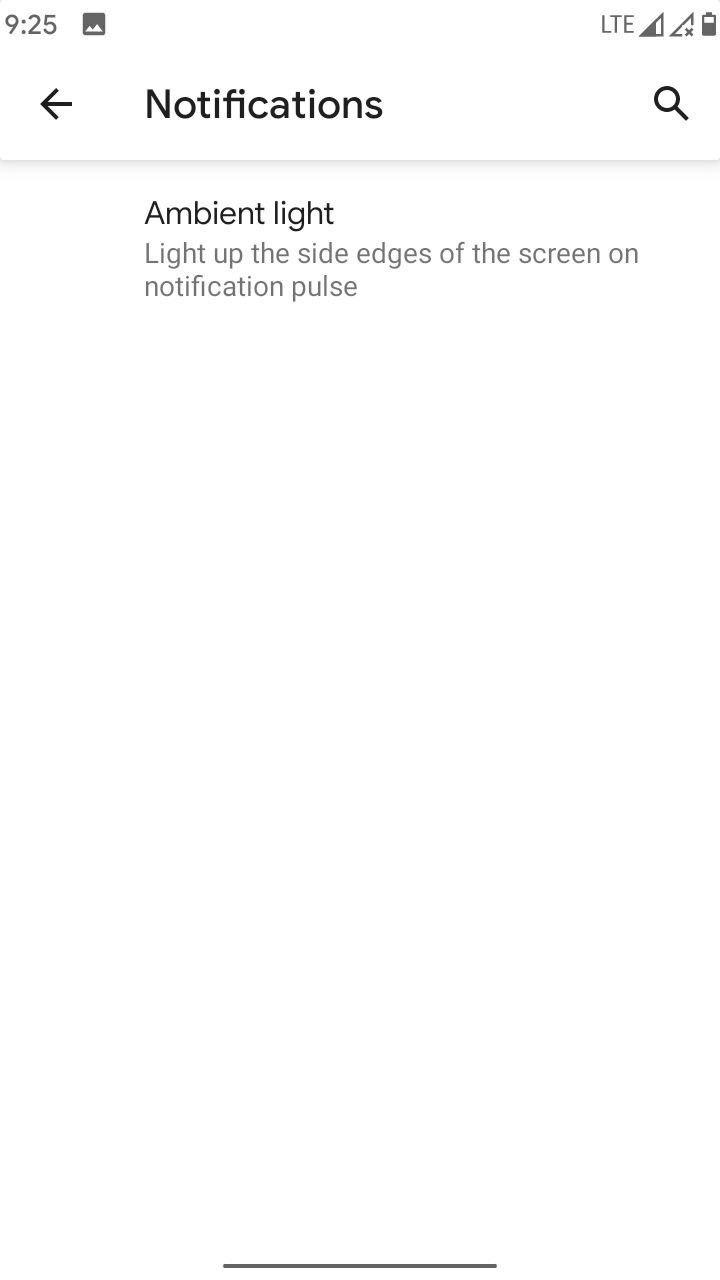 9:25 LTE
Notifications
Ambient light
Light up the side edges of the screen on
notification pulse